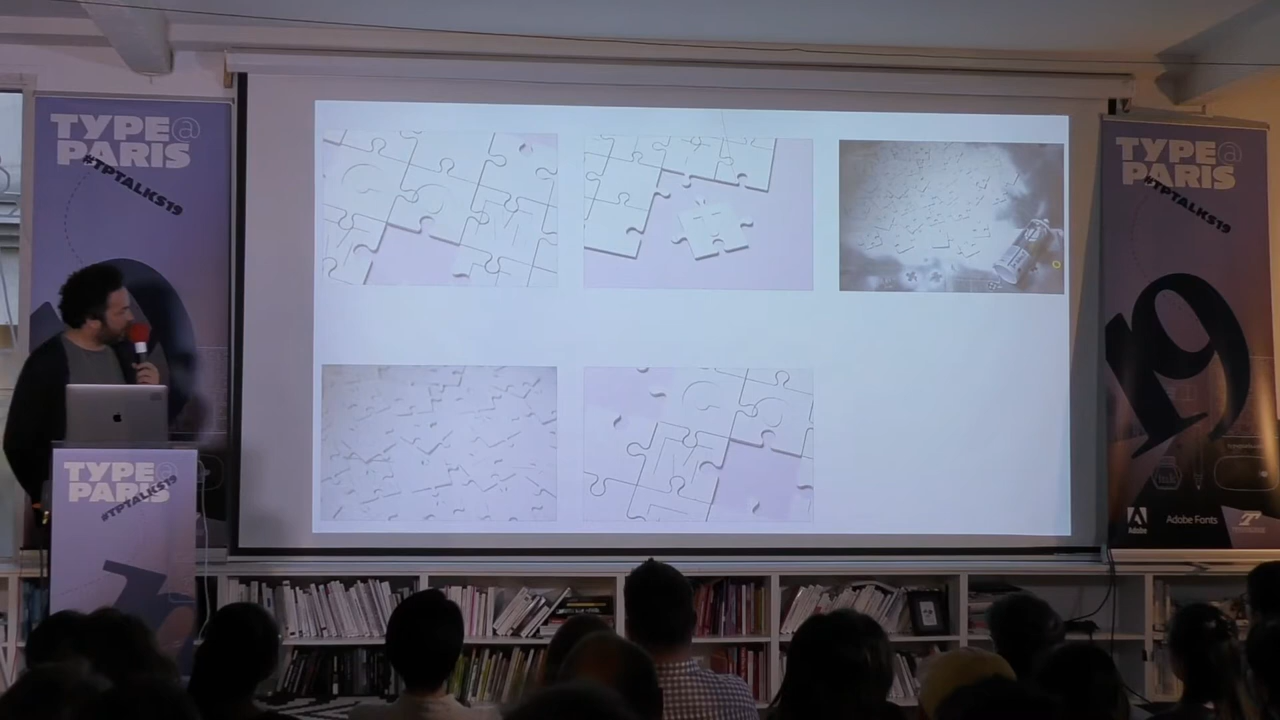 TYPE@
PARIS
#TPTALKS19
TYPE@
PARIS
#TPTALKS19
TYPE@
PARIS
#TPTALKS19
19
Adobe
Adobe Fonts